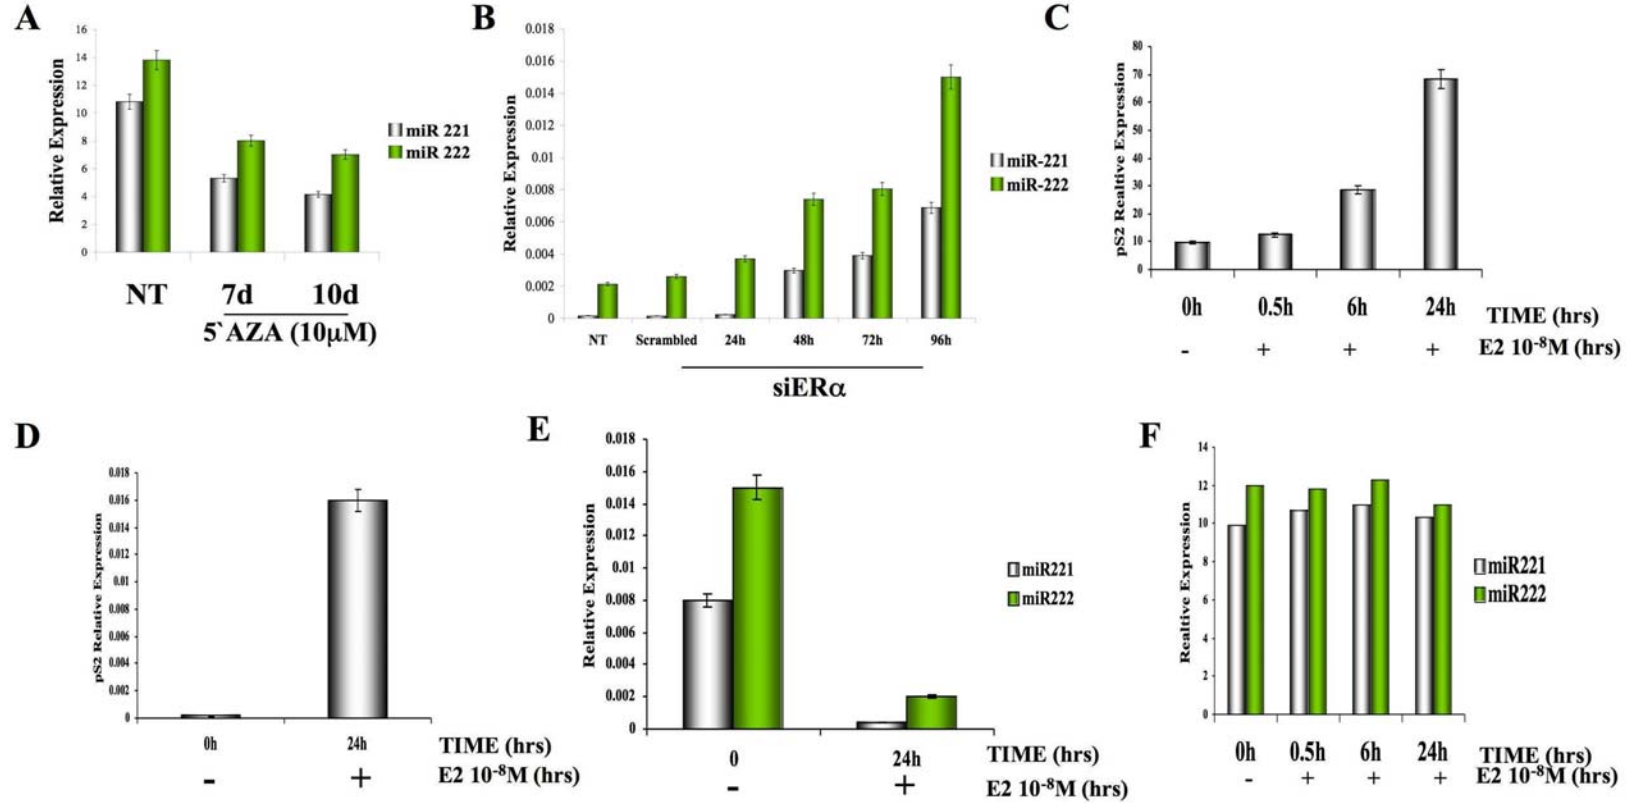 A
Relative Expression
16
14
12
10
8
6
4
2
0
NT
7d
10d
5`AZA (10μM)
miR 221
miR 222
B
Relative Expression
0.018
0.016
0.014
0.012
0.01
0.008
0.006
0.004
0.002
0
NT
Scrambled
24h
48h
72h
96h
siERα
miR-221
miR-222
C
pS2 Realtive Expression
80
70
60
50
40
30
20
10
0
0h
0.5h
6h
24h
TIME (hrs)
- + + + E2 10⁻⁸M (hrs)
D
pS2 Relative Expression
0.018
0.016
0.014
0.012
0.01
0.008
0.006
0.004
0.002
0
0h
24h
TIME (hrs)
- + E2 10⁻⁸M (hrs)
E
Relative Expression
0.018
0.016
0.014
0.012
0.01
0.008
0.006
0.004
0.002
0
0
24h
TIME (hrs)
- + E2 10⁻⁸M (hrs)
miR221
miR222
F
Realtive Expression
14
12
10
8
6
4
2
0
0h
0.5h
6h
24h
TIME (hrs)
- + + + E2 10⁻⁸M (hrs)
miR221
miR222